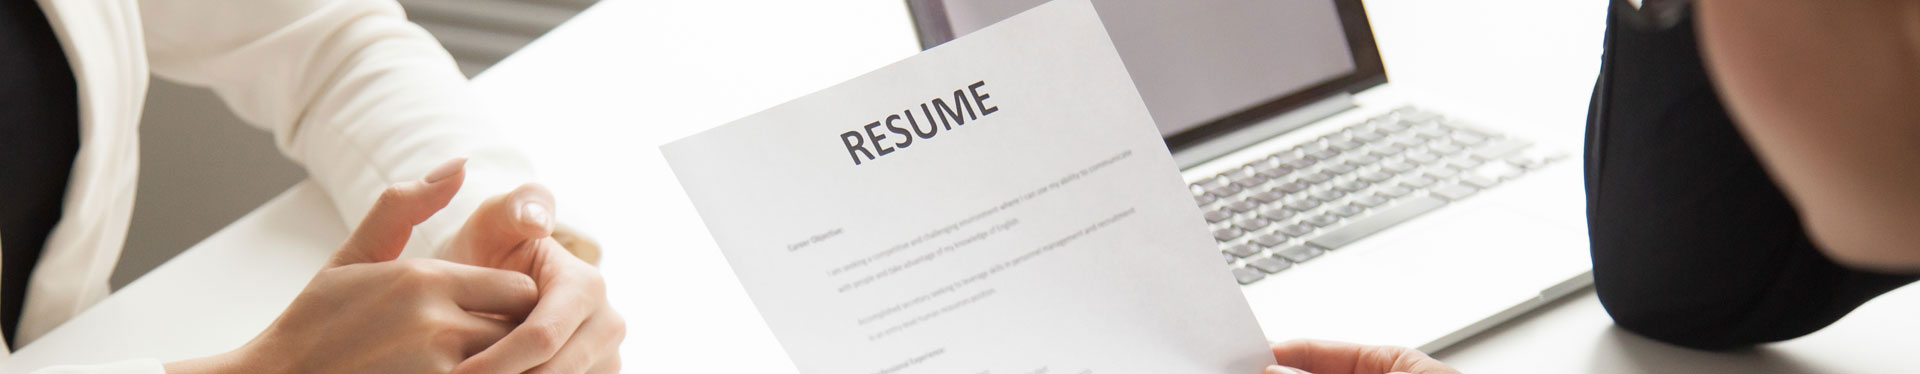 RESUME
Career Objective:
I am seeking a competitive and challenging environment where I can use my ability to communicate
with people and take advantage of my knowledge of English
Accomplished secretary seeking to leverage skills in personnel management and recruitment
in an entry level human resources position.
Professional Experience: